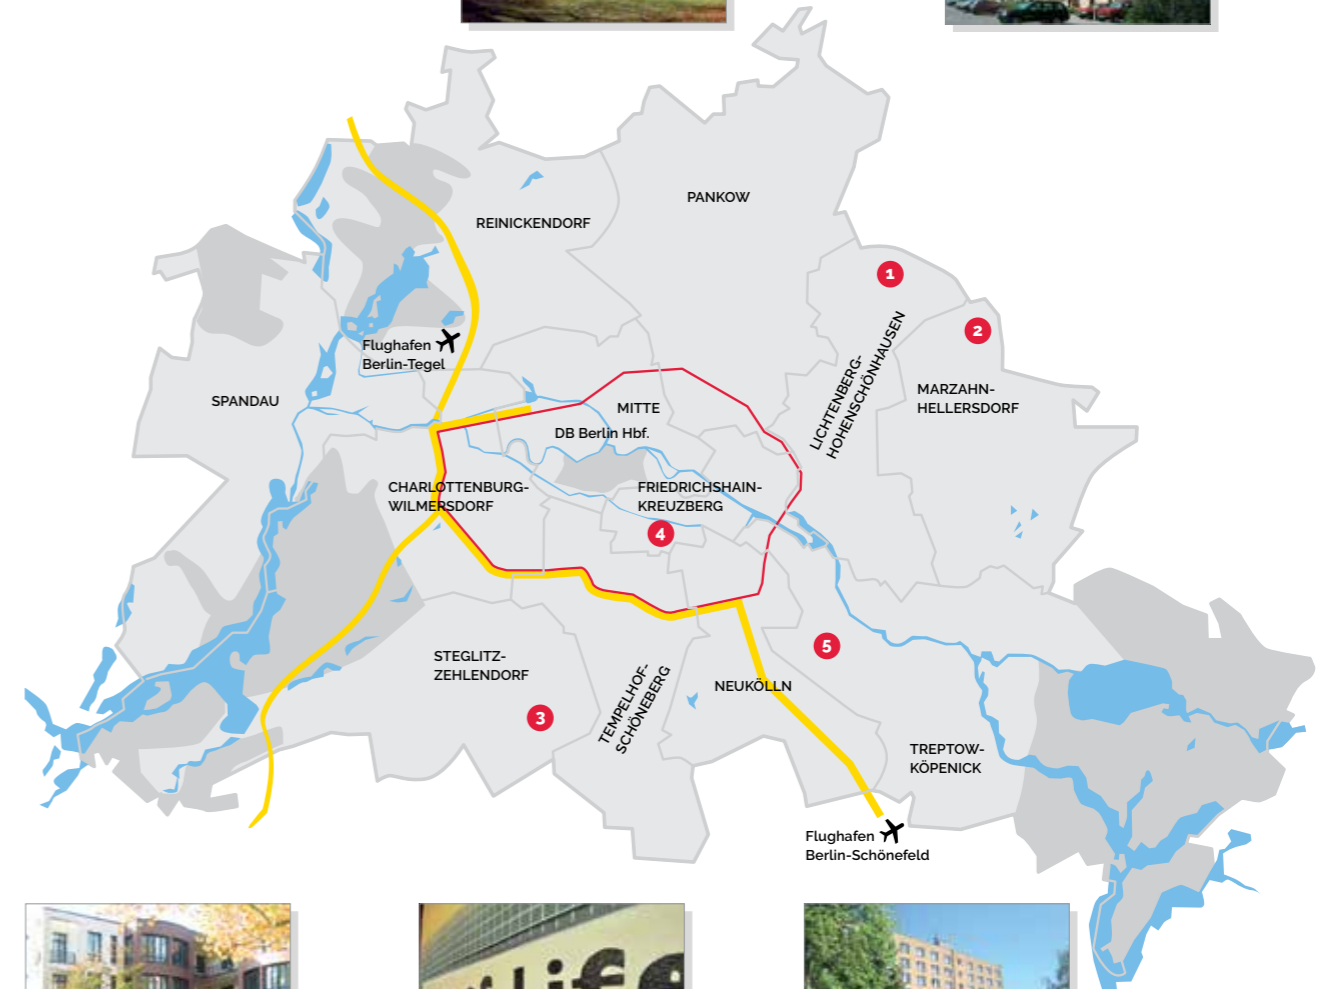 PANKOW
REINICKENDORF
1
2
Flughafen
Berlin-Tegel
LICHTENBERG-
HOHENSCHÖNHAUSEN
MARZAHN-
HELLERSDORF
SPANDAU
MITTE
DB Berlin Hbf.
CHARLOTTENBURG-
WILMERSDORF
FRIEDRICHSHAIN-
KREUZBERG
4
5
STEGLITZ-
ZEHLENDORF
3
TEMPELHOF-
SCHÖNEBERG
NEUKÖLLN
TREPTOW-
KÖPENICK
Flughafen
Berlin-Schönefeld